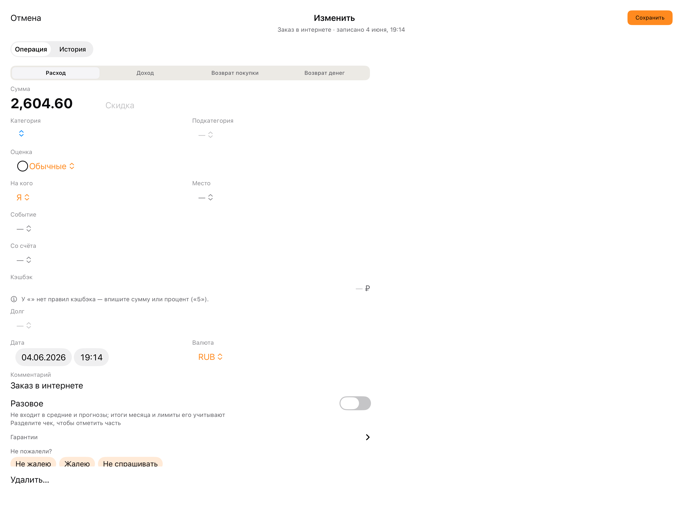 Отмена
Изменить
Сохранить
Заказ в интернете · записано 4 июня, 19:14
Операция
История
Расход
Доход
Возврат покупки
Возврат денег
Сумма
2,604.60
Скидка
Категория
Подкатегория
—
Оценка
Обычные
На кого
Место
Я
—
Событие
—
Со счёта
—
Кэшбэк
— ₽
У «» нет правил кэшбэка — впишите сумму или процент («5»).
Долг
—
Дата
Валюта
04.06.2026
19:14
RUB
Комментарий
Заказ в интернете
Разовое
Не входит в средние и прогнозы; итоги месяца и лимиты его учитывают
Разделите чек, чтобы отметить часть
Гарантии
Не пожалели?
Не жалею
Жалею
Не спрашивать
Удалить...